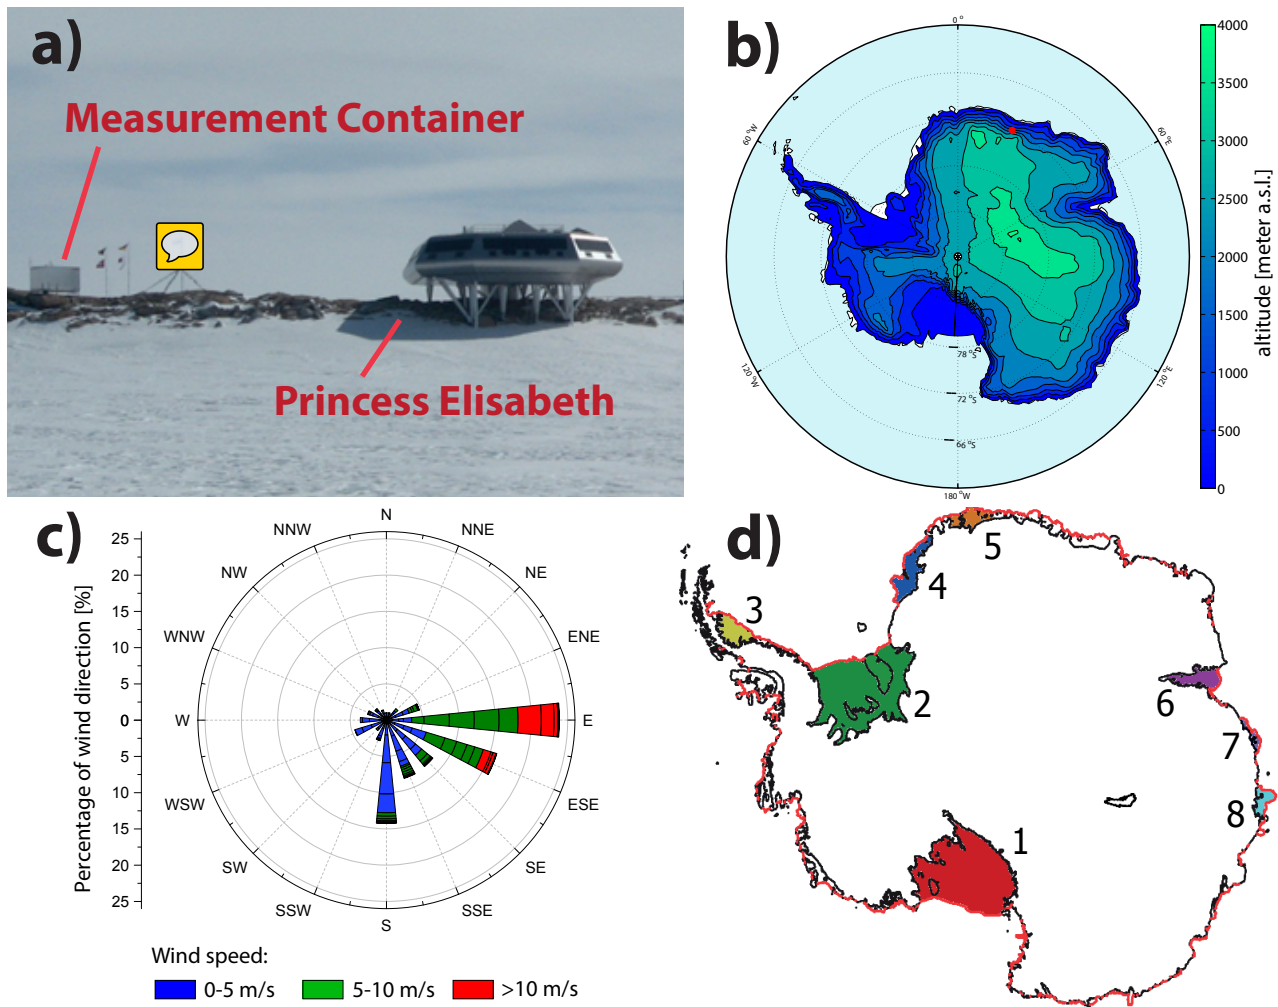 a)
Measurement Container
Princess Elisabeth
b)
0 °
60 °W
60 °E
120 °W
120 °E
180 °W
78 °S
72 °S
66 °S
4000
3500
3000
2500
2000
1500
1000
500
0
altitude [meter a.s.l.]
c)
Percentage of wind direction [%]
25
20
15
10
5
0
5
10
15
20
25
N
NNE
NE
ENE
E
ESE
SE
SSE
S
SSW
SW
WSW
W
WNW
NW
NNW
Wind speed:
0-5 m/s
5-10 m/s
>10 m/s
d)
1
2
3
4
5
6
7
8